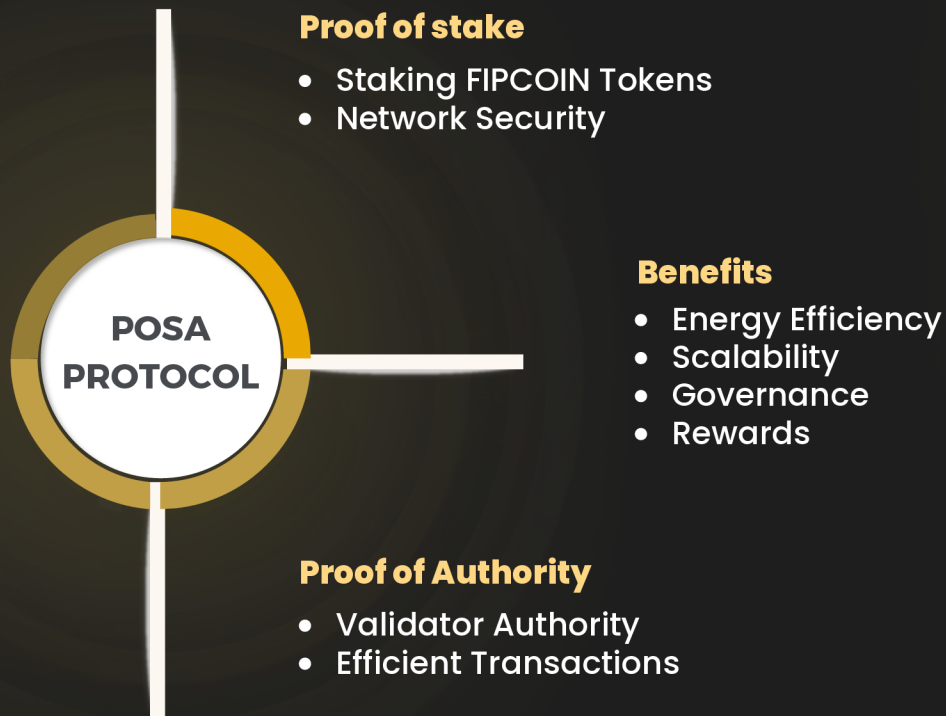 Proof of stake
• Staking FIPCOIN Tokens
• Network Security
POSA
PROTOCOL
Benefits
• Energy Efficiency
• Scalability
• Governance
• Rewards
Proof of Authority
• Validator Authority
• Efficient Transactions